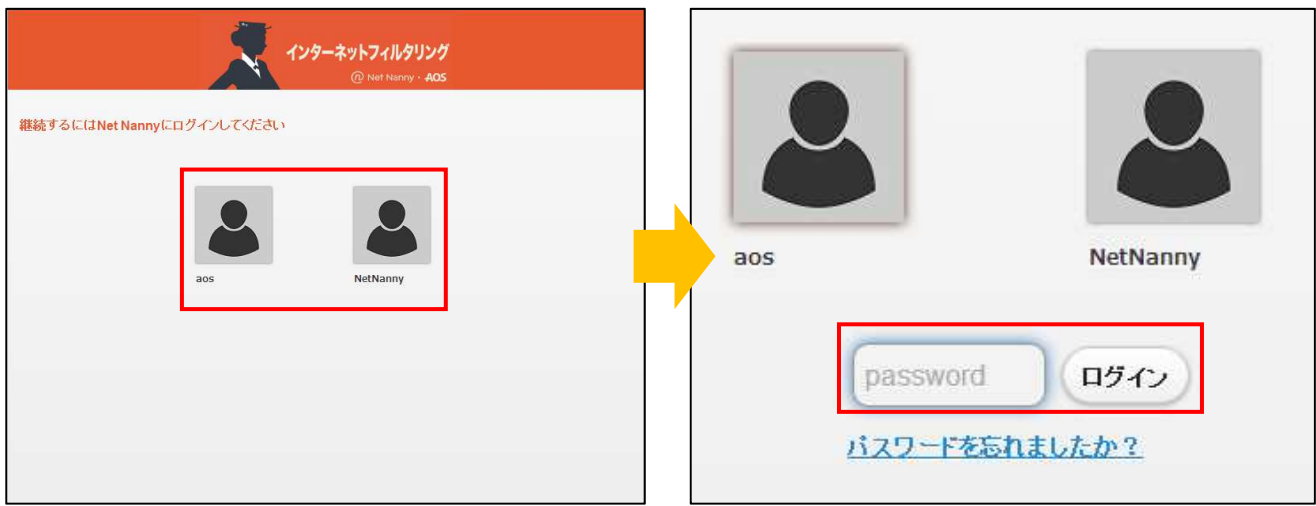 インターネットフィルタリング
@ Net Nanny · AOS
継続するにはNet Nannyにログインしてください
aos
NetNanny
aos
NetNanny
password
ログイン
パスワードを忘れましたか？